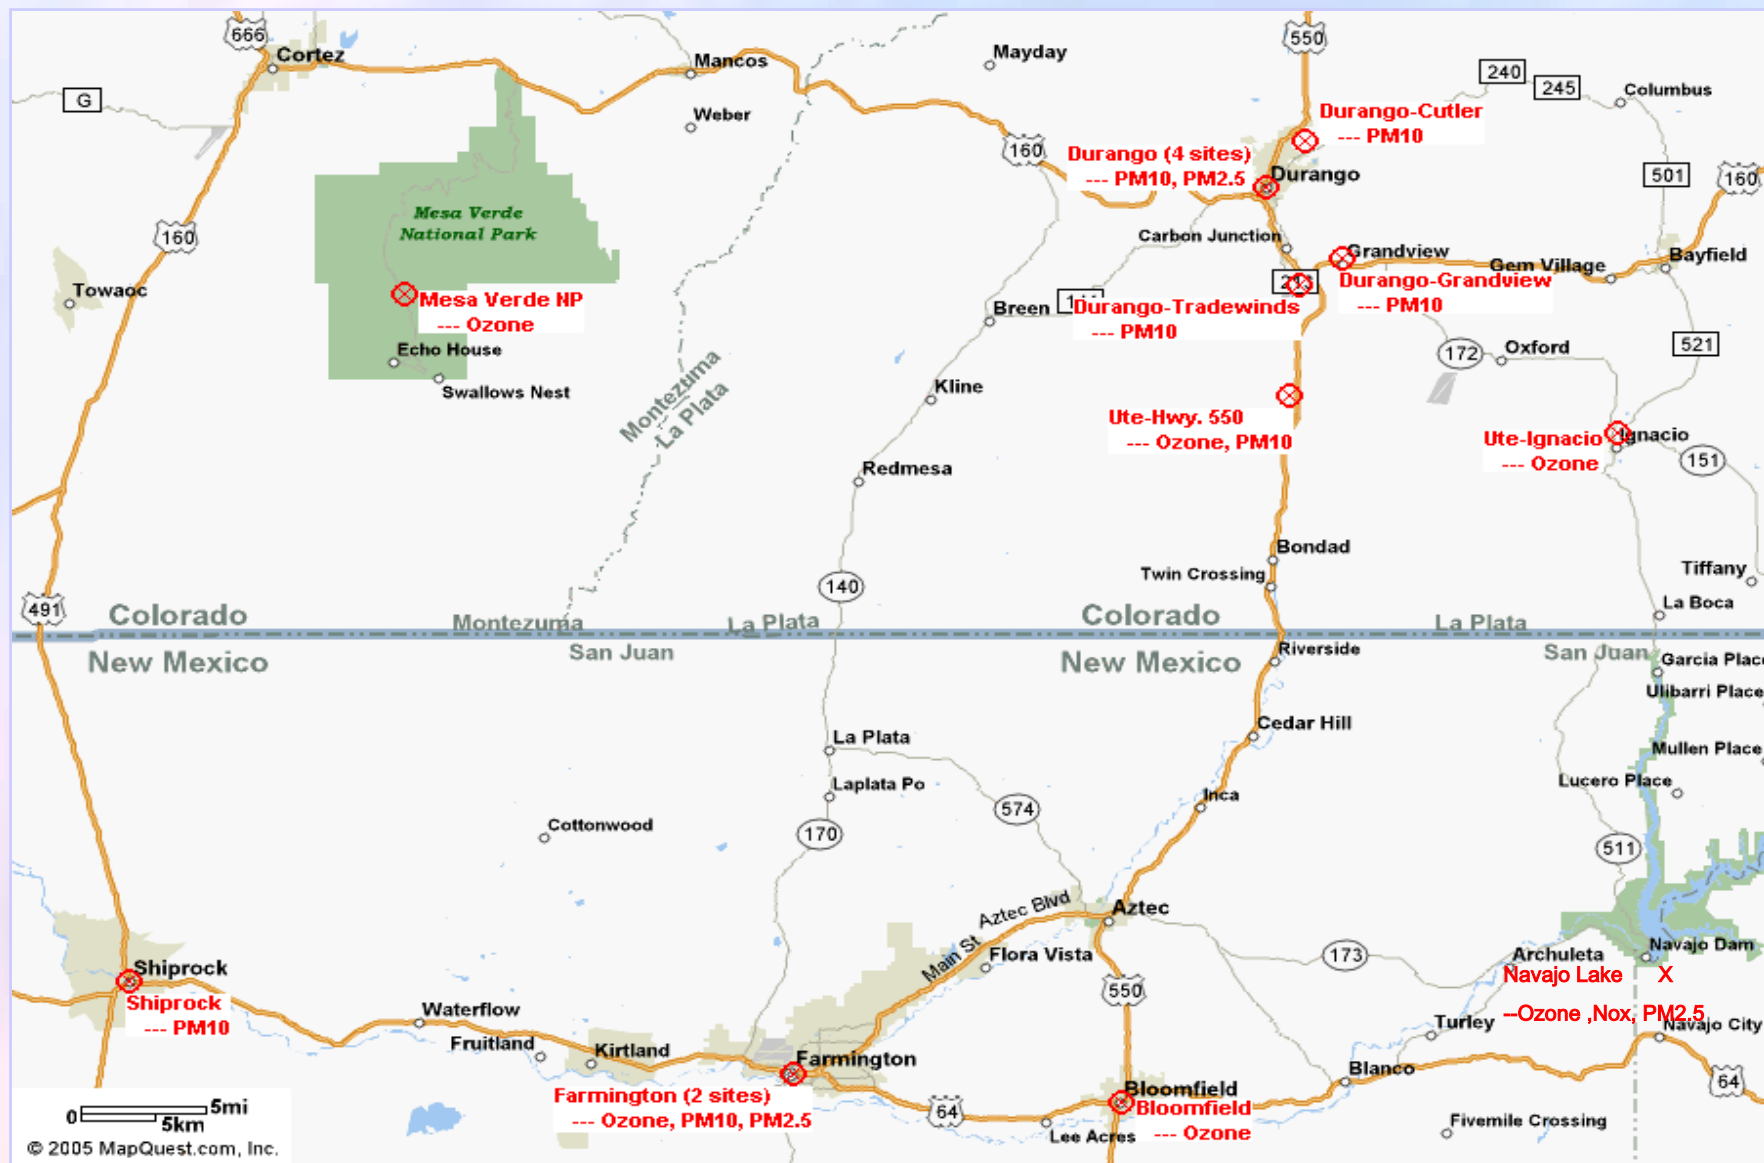 666
Cortez
Mancos
Mayday
550
240
245
Columbus
G
Weber
Durango-Cutler
--- PM10
160
Durango (4 sites)
--- PM10, PM2.5
Durango
501
160
Mesa Verde
National Park
160
Carbon Junction
Grandview
Gem Village
Bayfield
Towaoc
Mesa Verde NP
--- Ozone
Durango-Grandview
--- PM10
Breen
Durango-Tradewinds
--- PM10
Echo House
Swallows Nest
172
Oxford
521
Montezuma
La Plata
Kline
Ute-Hwy. 550
--- Ozone, PM10
Ute-Ignacio
--- Ozone
Ignacio
151
Redmesa
Bondad
Twin Crossing
Tiffany
140
491
Colorado
Montezuma
La Plata
Colorado
La Plata
La Boca
New Mexico
San Juan
New Mexico
Riverside
San Juan
Garcia Place
Ulibarri Place
Cedar Hill
La Plata
Mullen Place
Laplata Po
Inca
Lucero Place
Cottonwood
170
574
511
Aztec Blvd
Aztec
Main St
Flora Vista
173
Archuleta
Navajo Dam
Shiprock
Shiprock
--- PM10
Navajo Lake X
--Ozone ,Nox, PM2.5
550
Waterflow
Turley
Navajo City
Fruitland
Kirtland
Farmington
Farmington (2 sites)
--- Ozone, PM10, PM2.5
64
Bloomfield
Bloomfield
--- Ozone
Blanco
64
Lee Acres
Fivemile Crossing
0
5mi
5km
© 2005 MapQuest.com, Inc.